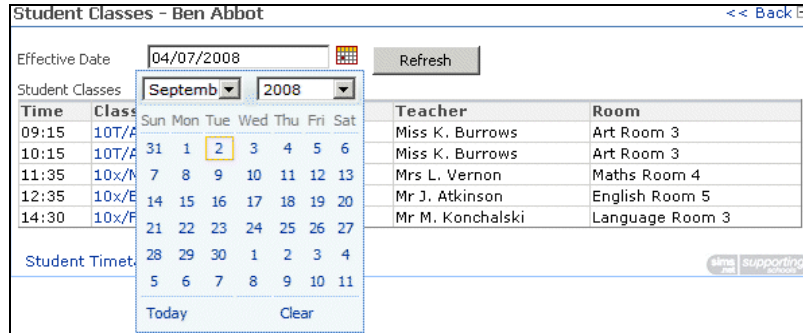 Student Classes - Ben Abbot << Back
Effective Date 04/07/2008 Refresh
Student Classes Septemb 2008
Time Class Teacher Room
Sun Mon Tue Wed Thu Fri Sat
09:15 10T/A Miss K. Burrows Art Room 3
31 1 2 3 4 5 6
10:15 10T/A Miss K. Burrows Art Room 3
7 8 9 10 11 12 13
11:35 10x/M Mrs L. Vernon Maths Room 4
12:35 10x/E Mr J. Atkinson English Room 5
14 15 16 17 18 19 20
14:30 10x/F Mr M. Konchalski Language Room 3
21 22 23 24 25 26 27
28 29 30 1 2 3 4
Student Timet sims .net supporting schools
5 6 7 8 9 10 11
Today Clear